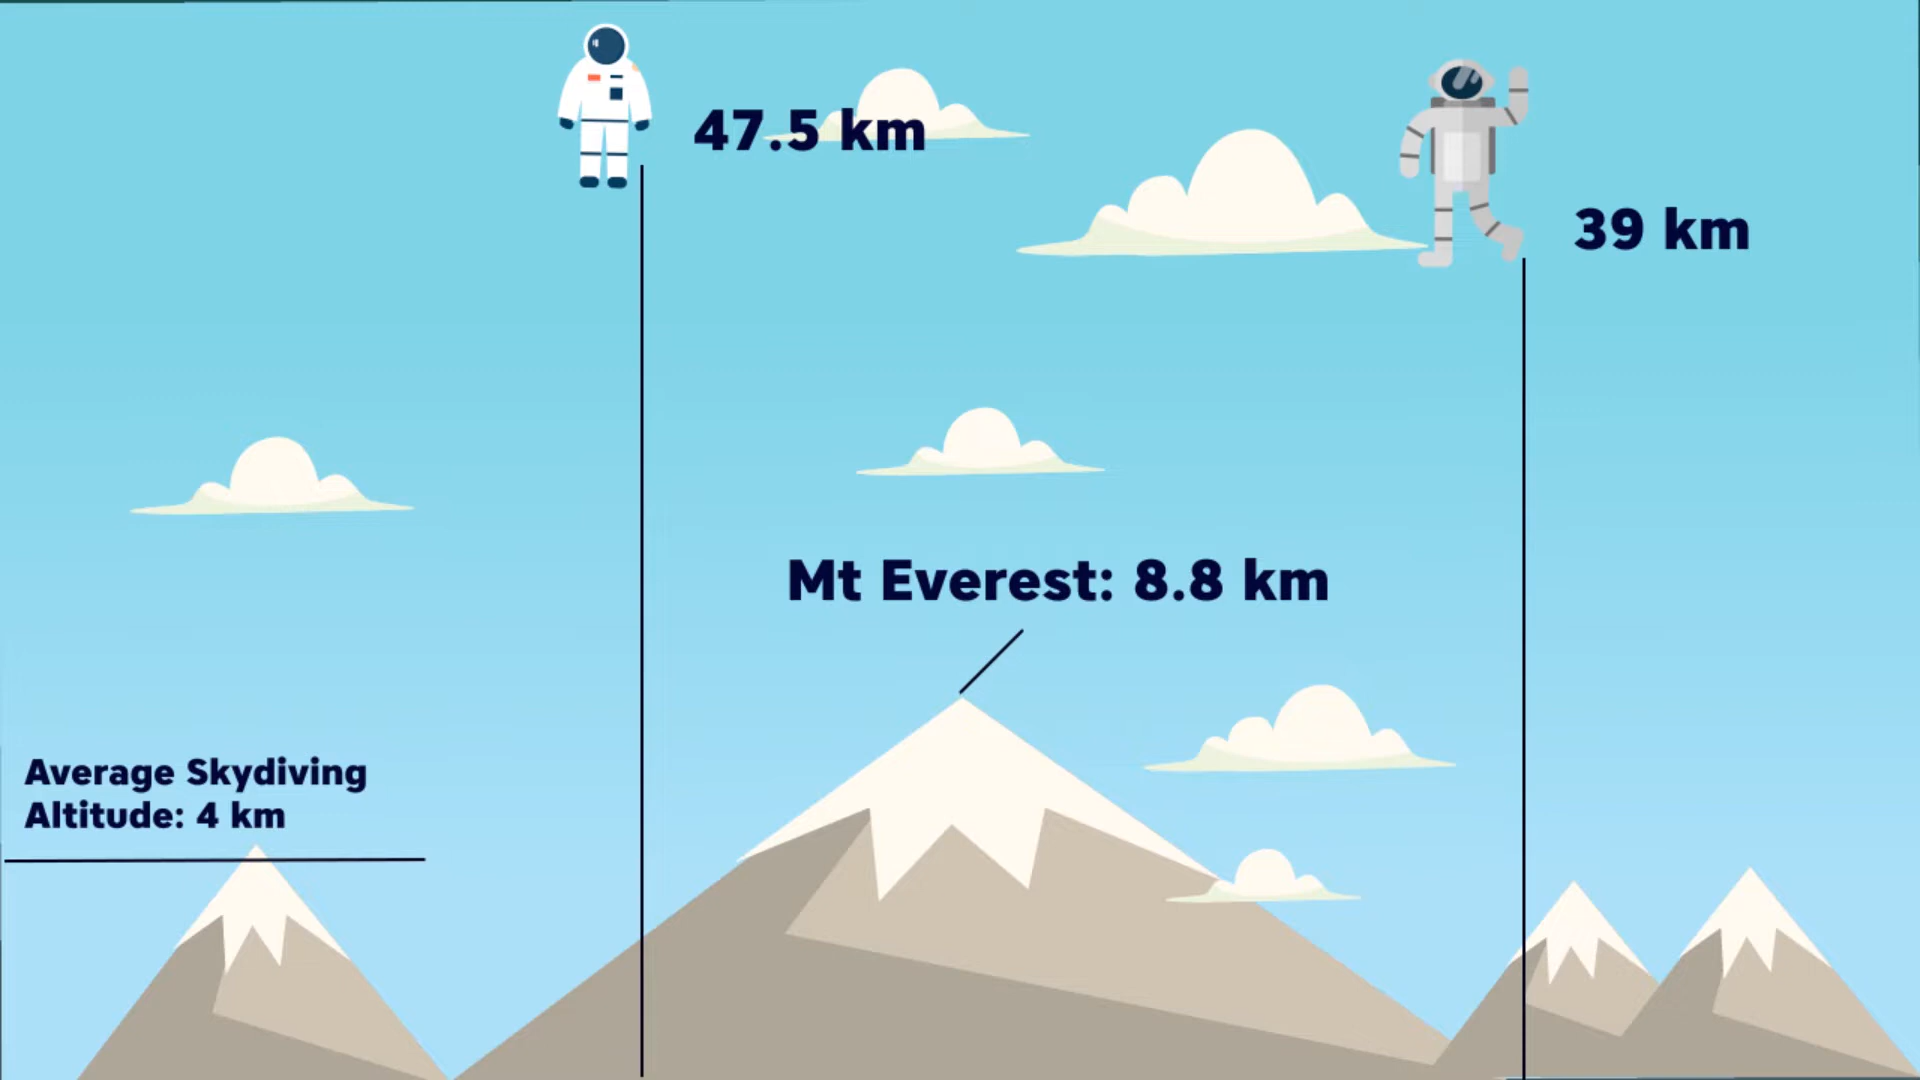 47.5 km
39 km
Mt Everest: 8.8 km
Average Skydiving
Altitude: 4 km